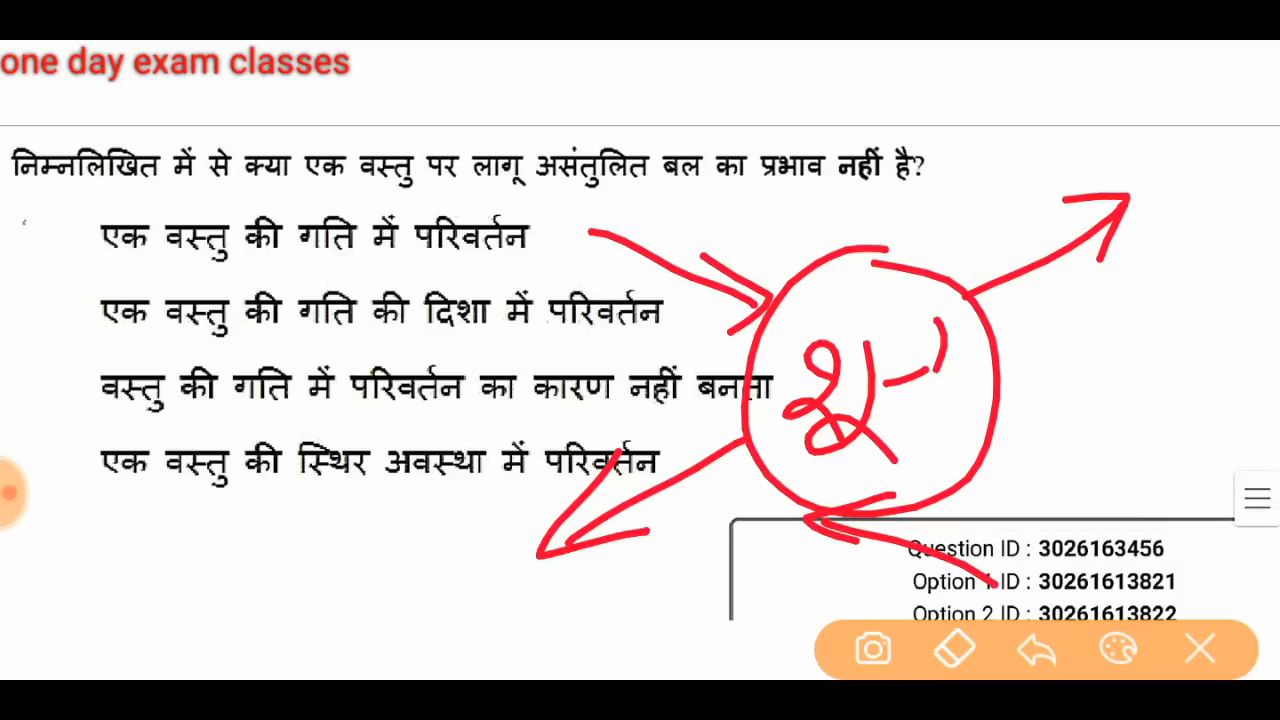 one day exam classes
निम्नलिखित में से क्या एक वस्तु पर लागू असंतुलित बल का प्रभाव नहीं है?
एक वस्तु की गति में परिवर्तन
एक वस्तु की गति की दिशा में परिवर्तन
वस्तु की गति में परिवर्तन का कारण नहीं बनता
एक वस्तु की स्थिर अवस्था में परिवर्तन
Question ID : 3026163456
Option 1 ID : 30261613821
Option 2 ID : 30261613822